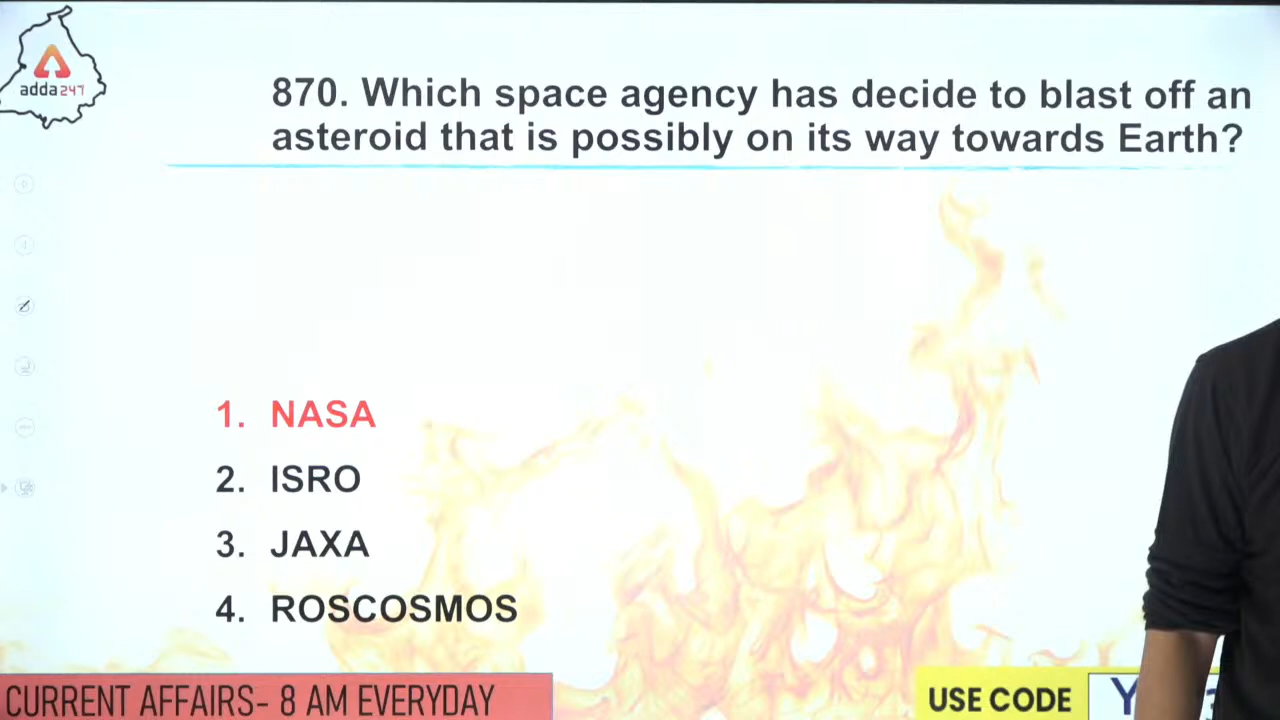 adda247
870. Which space agency has decide to blast off an
asteroid that is possibly on its way towards Earth?
1. NASA
2. ISRO
3. JAXA
4. ROSCOSMOS
CURRENT AFFAIRS- 8 AM EVERYDAY
USE CODE